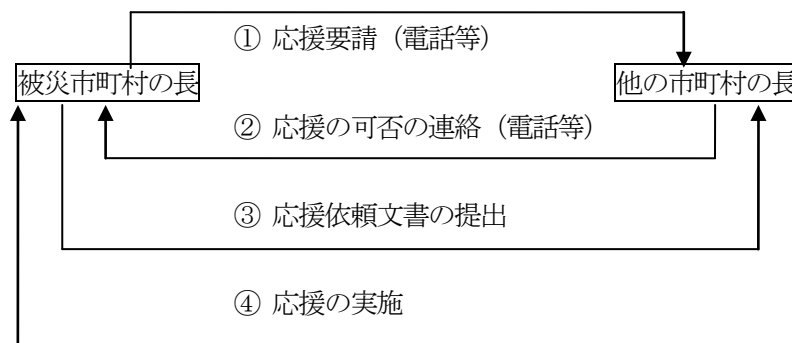 ① 応援要請（電話等）
被災市町村の長
他の市町村の長
② 応援の可否の連絡（電話等）
③ 応援依頼文書の提出
④ 応援の実施